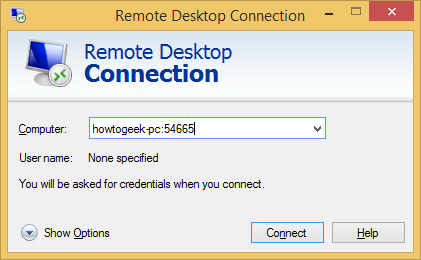 Remote Desktop Connection
Remote Desktop
Connection
Computer: howtogeek-pc:54665
User name: None specified
You will be asked for credentials when you connect.
Show Options Connect Help